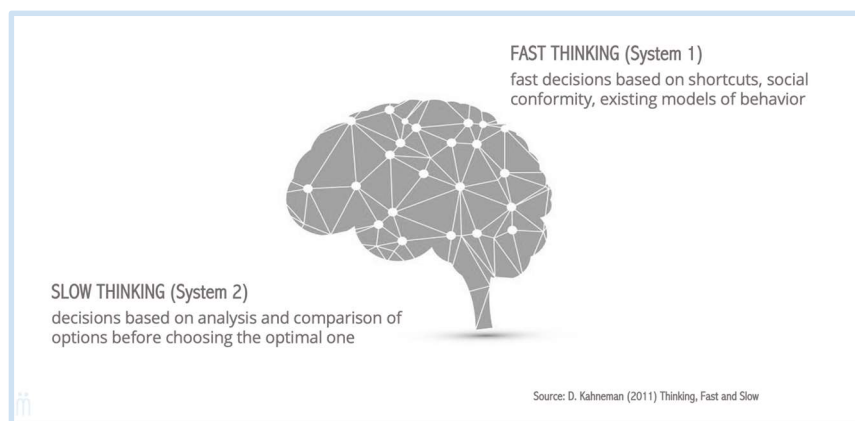 FAST THINKING (System 1)
fast decisions based on shortcuts, social
conformity, existing models of behavior
SLOW THINKING (System 2)
decisions based on analysis and comparison of
options before choosing the optimal one
Source: D. Kahneman (2011) Thinking, Fast and Slow